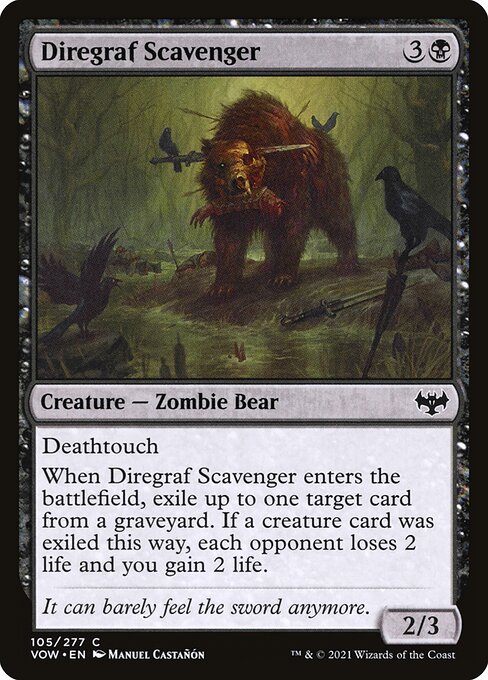 Diregraf Scavenger 3
Creature — Zombie Bear
Deathtouch
When Diregraf Scavenger enters the
battlefield, exile up to one target card
from a graveyard. If a creature card was
exiled this way, each opponent loses 2
life and you gain 2 life.
It can barely feel the sword anymore.
2/3
105/277 C
VOW • EN Manuel Castañón
™ & © 2021 Wizards of the Coast